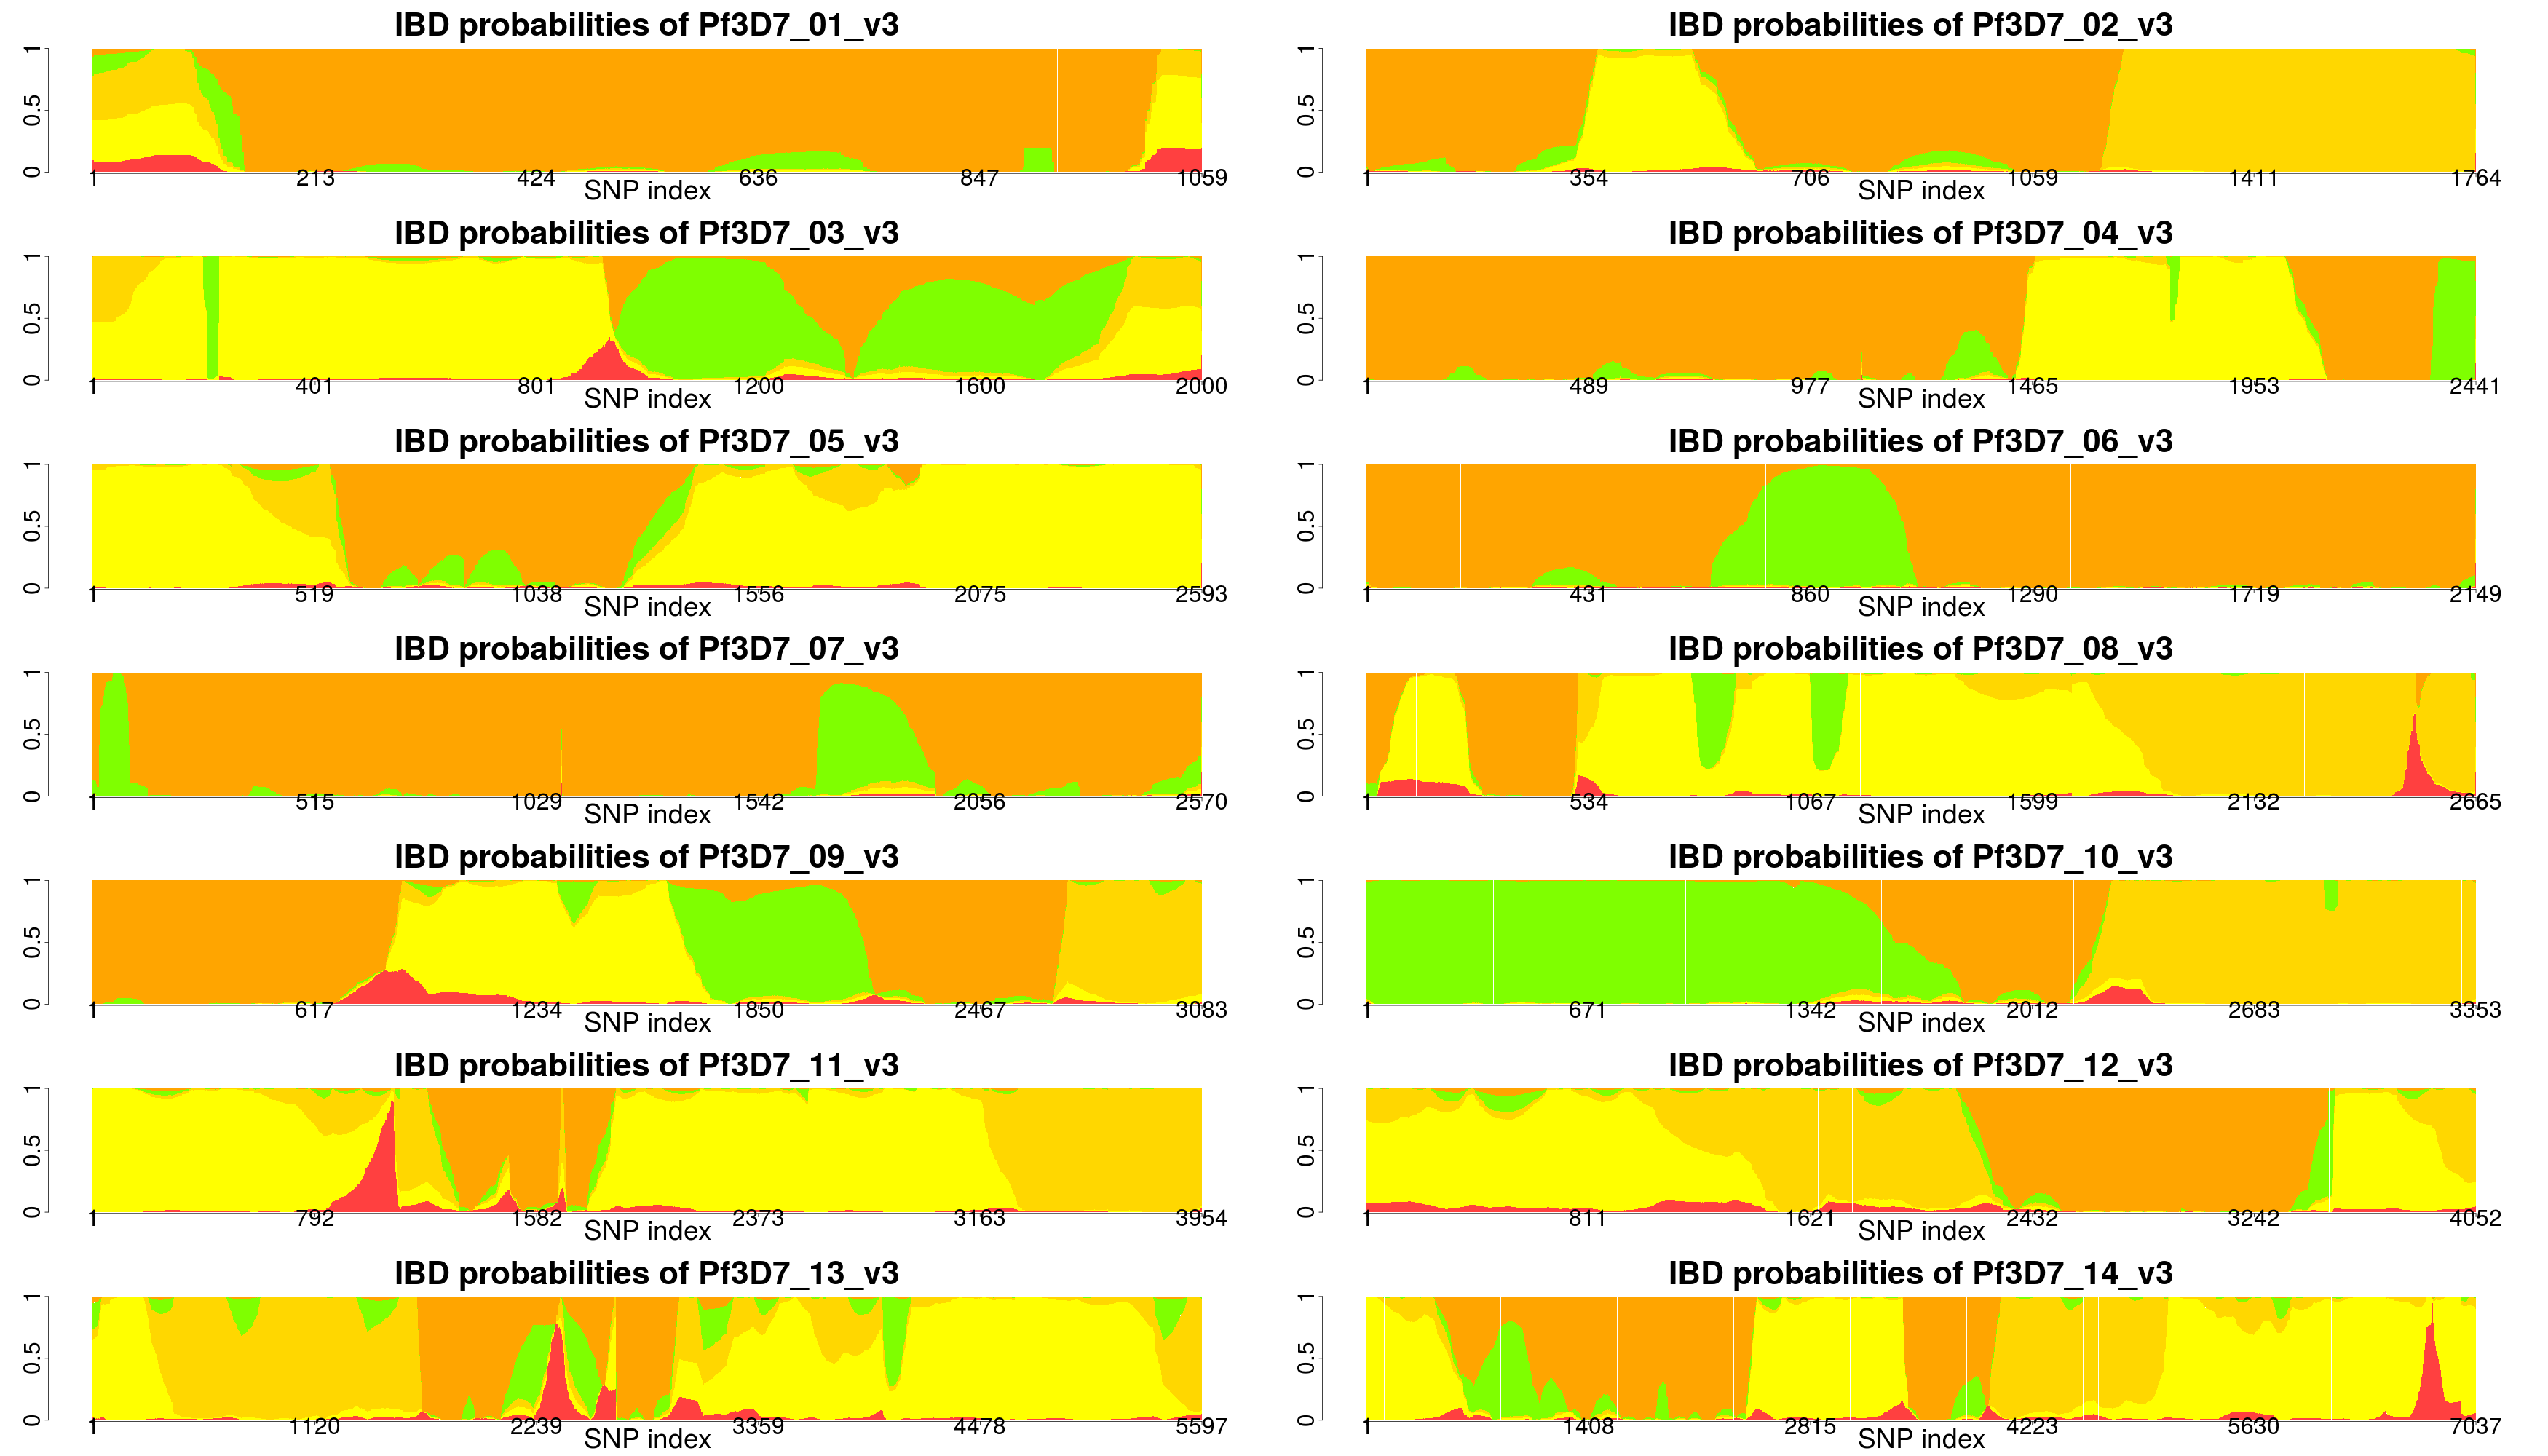 IBD probabilities of Pf3D7_01_v3
0 0.5 1
1 213 424 636 847 1059
SNP index
IBD probabilities of Pf3D7_02_v3
0 0.5 1
1 354 706 1059 1411 1764
SNP index
IBD probabilities of Pf3D7_03_v3
0 0.5 1
1 401 801 1200 1600 2000
SNP index
IBD probabilities of Pf3D7_04_v3
0 0.5 1
1 489 977 1465 1953 2441
SNP index
IBD probabilities of Pf3D7_05_v3
0 0.5 1
1 519 1038 1556 2075 2593
SNP index
IBD probabilities of Pf3D7_06_v3
0 0.5 1
1 431 860 1290 1719 2149
SNP index
IBD probabilities of Pf3D7_07_v3
0 0.5 1
1 515 1029 1542 2056 2570
SNP index
IBD probabilities of Pf3D7_08_v3
0 0.5 1
1 534 1067 1599 2132 2665
SNP index
IBD probabilities of Pf3D7_09_v3
0 0.5 1
1 617 1234 1850 2467 3083
SNP index
IBD probabilities of Pf3D7_10_v3
0 0.5 1
1 671 1342 2012 2683 3353
SNP index
IBD probabilities of Pf3D7_11_v3
0 0.5 1
1 792 1582 2373 3163 3954
SNP index
IBD probabilities of Pf3D7_12_v3
0 0.5 1
1 811 1621 2432 3242 4052
SNP index
IBD probabilities of Pf3D7_13_v3
0 0.5 1
1 1120 2239 3359 4478 5597
SNP index
IBD probabilities of Pf3D7_14_v3
0 0.5 1
1 1408 2815 4223 5630 7037
SNP index